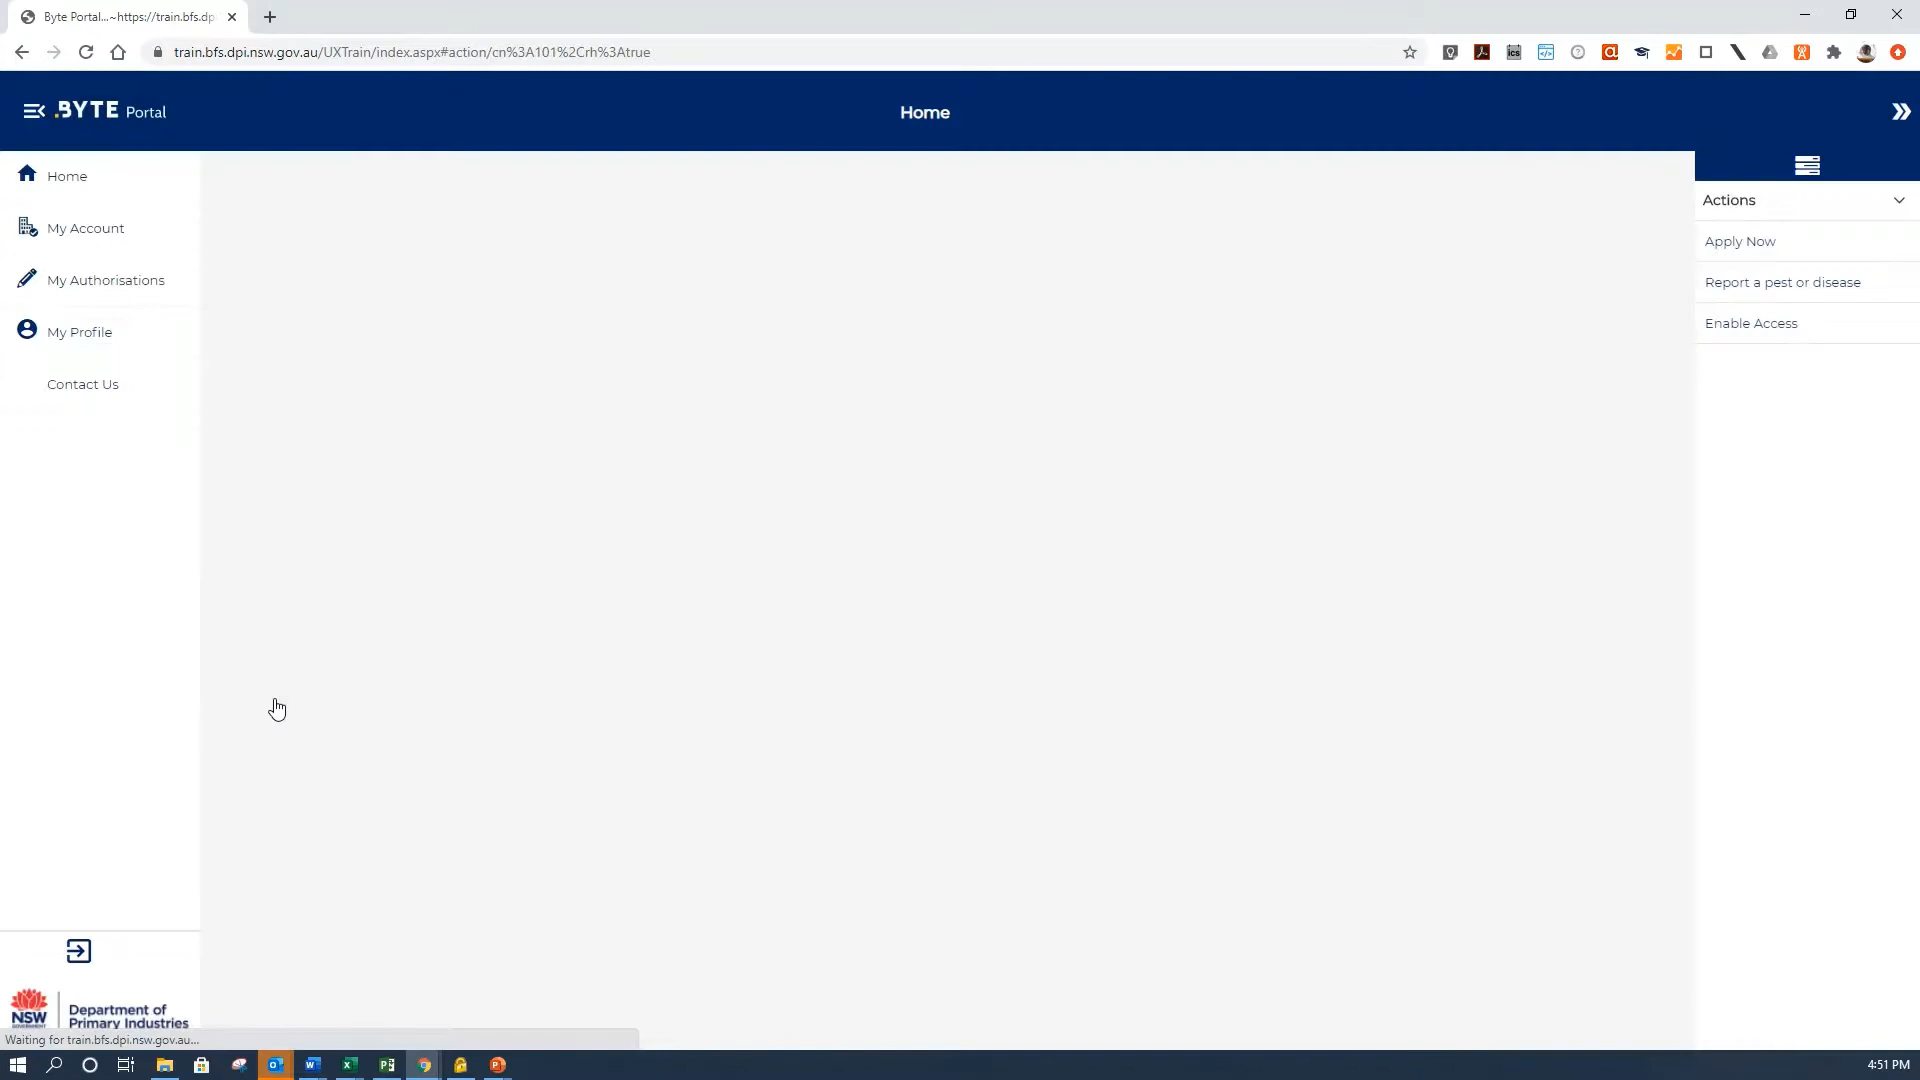 Byte Portal...~https://train.bfs.dp
train.bfs.dpi.nsw.gov.au/UXTrain/index.aspx#action/cn%3A101%2Crh%3Atrue
.BYTE Portal
Home
Home
My Account
My Authorisations
My Profile
Contact Us
Actions
Apply Now
Report a pest or disease
Enable Access
NSW
GOVERNMENT
Department of
Primary Industries
Waiting for train.bfs.dpi.nsw.gov.au...
4:51 PM